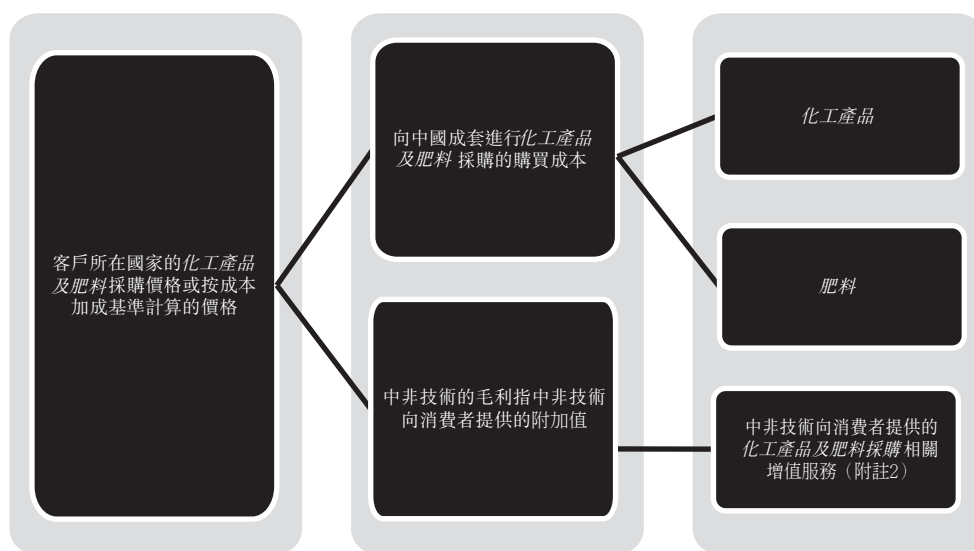 客戶所在國家的化工產品
及肥料採購價格或按成本
加成基準計算的價格
向中國成套進行化工產品
及肥料 採購的購買成本
中非技術的毛利指中非技術
向消費者提供的附加值
化工產品
肥料
中非技術向消費者提供的
化工產品及肥料採購相關
增值服務（附註2）